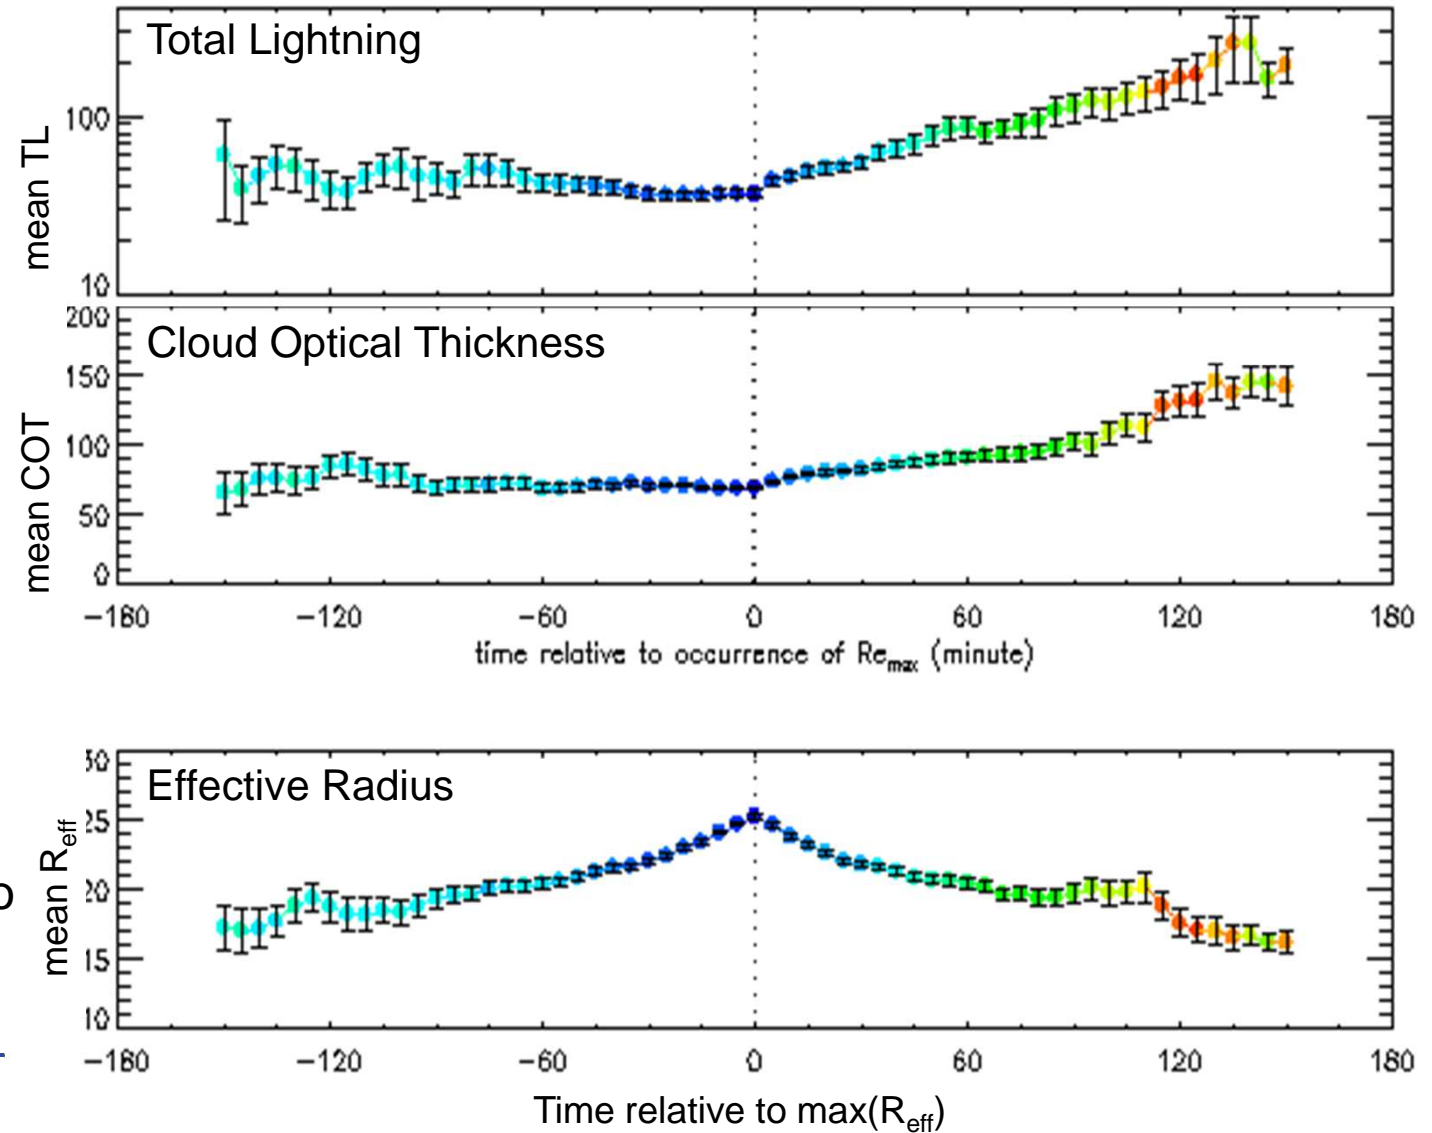 Total Lightning
mean TL
100
10
Cloud Optical Thickness
mean COT
200
150
100
50
0
−180 −120 −60 0 60 120 180
time relative to occurrence of Re_max (minute)
Effective Radius
mean R_eff
30
25
20
15
10
−180 −120 −60 0 60 120 180
Time relative to max(R_eff)